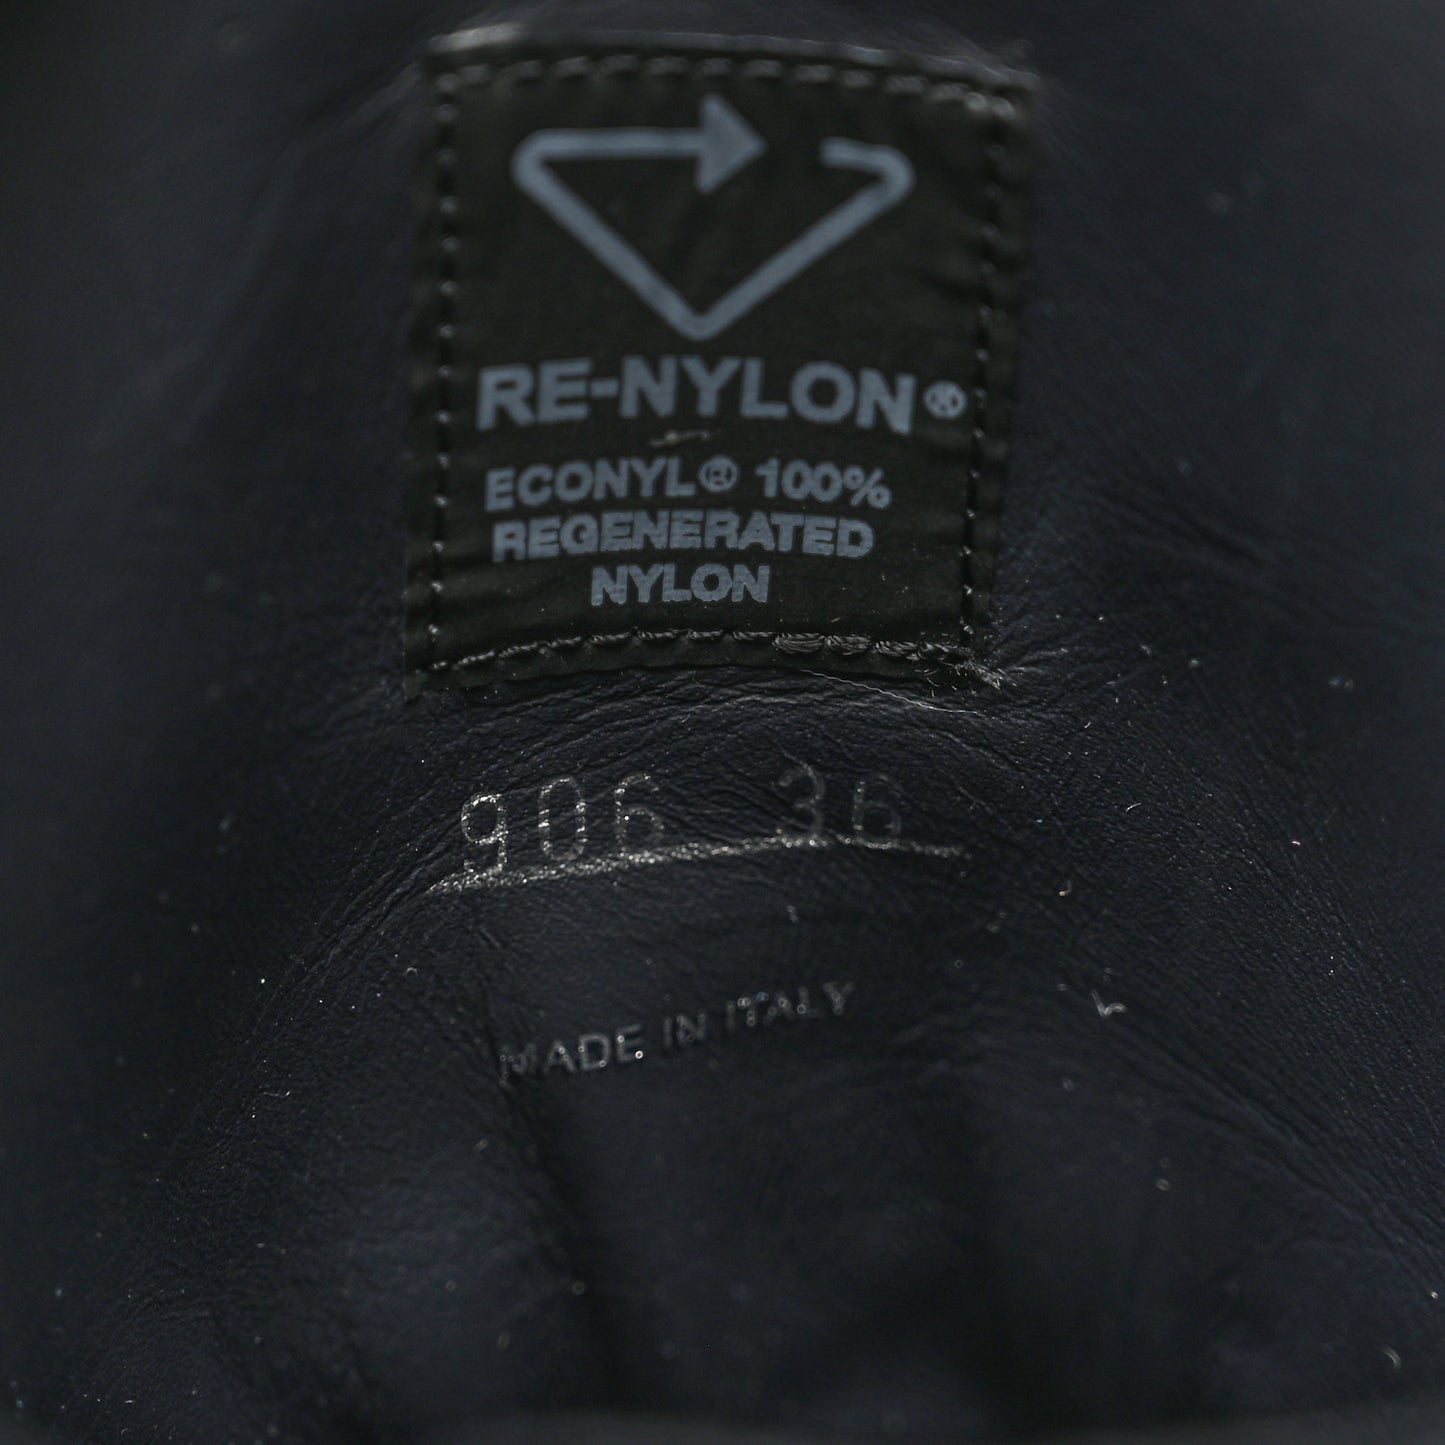 RE-NYLON®
ECONYL® 100%
REGENERATED
NYLON
906 36
MADE IN ITALY